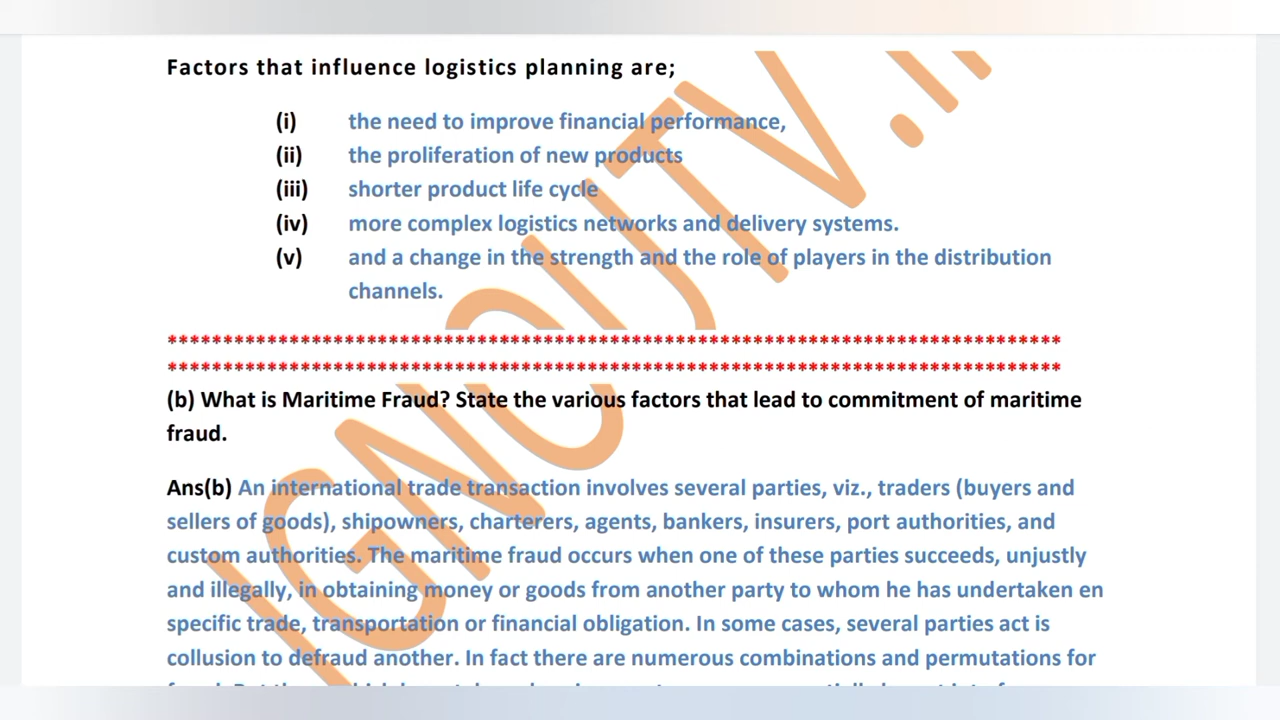 Factors that influence logistics planning are;
(i) the need to improve financial performance,
(ii) the proliferation of new products
(iii) shorter product life cycle
(iv) more complex logistics networks and delivery systems.
(v) and a change in the strength and the role of players in the distribution
channels.
********************************************************************************
********************************************************************************
(b) What is Maritime Fraud? State the various factors that lead to commitment of maritime
fraud.
Ans(b) An international trade transaction involves several parties, viz., traders (buyers and
sellers of goods), shipowners, charterers, agents, bankers, insurers, port authorities, and
custom authorities. The maritime fraud occurs when one of these parties succeeds, unjustly
and illegally, in obtaining money or goods from another party to whom he has undertaken en
specific trade, transportation or financial obligation. In some cases, several parties act is
collusion to defraud another. In fact there are numerous combinations and permutations for